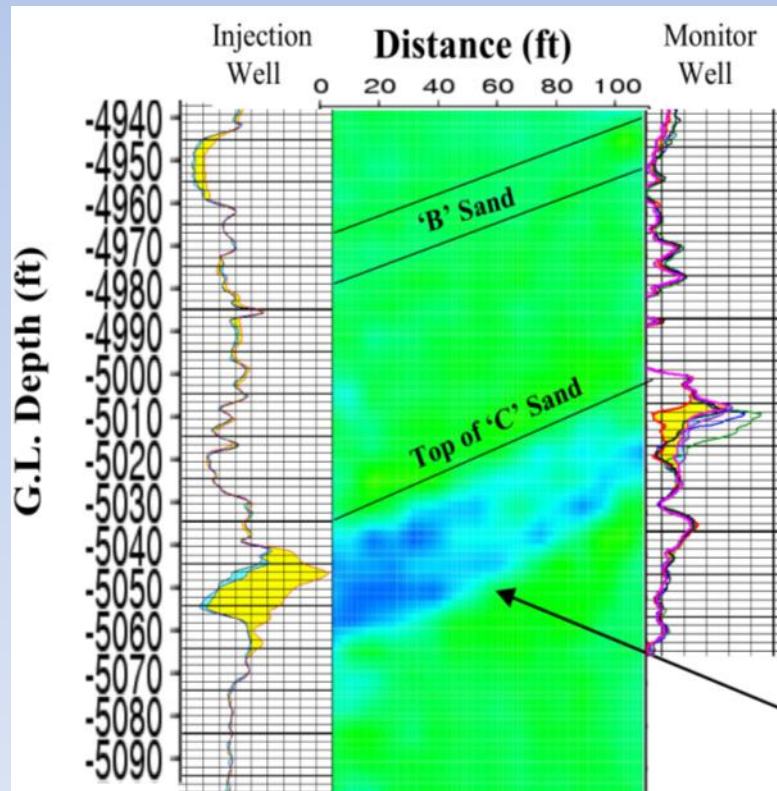 Injection
Well
Distance (ft)
Monitor
Well
0 20 40 60 80 100
G.L. Depth (ft)
-4940
-4950
-4960
-4970
-4980
-4990
-5000
-5010
-5020
-5030
-5040
-5050
-5060
-5070
-5080
-5090
‘B’ Sand
Top of ‘C’ Sand